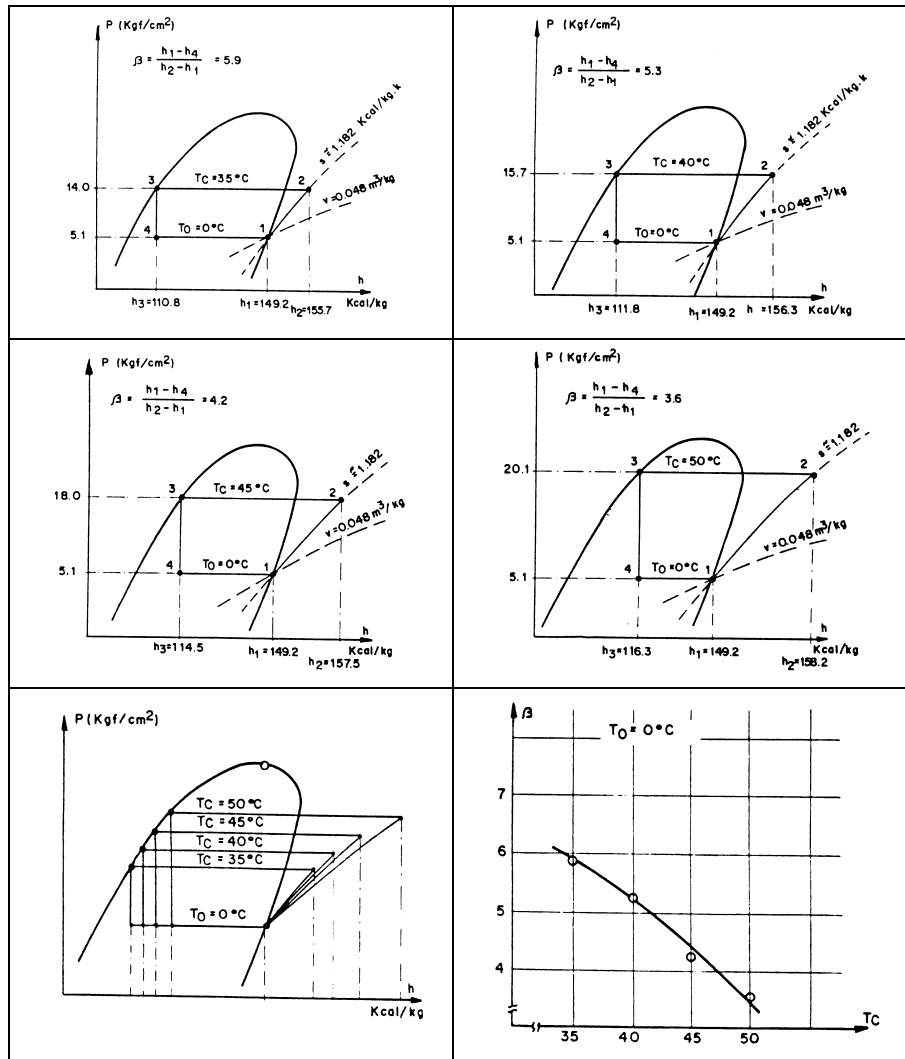 P (Kgf/cm²)
β = (h1 - h4)/(h2 - h1) = 5.9
s ≅ 1.182 Kcal/kg.k
14.0
3
TC = 35°C
2
v = 0.048 m³/kg
5.1
4
TO = 0°C
1
h
h3 = 110.8
h1 = 149.2
h2 = 155.7
Kcal/kg
P (Kgf/cm²)
β = (h1 - h4)/(h2 - h1) = 5.3
s ≅ 1.182 Kcal/kg.k
15.7
3
TC = 40°C
2
v = 0.048 m³/kg
5.1
4
TO = 0°C
1
h
h3 = 111.8
h1 = 149.2
h = 156.3
Kcal/kg
P (Kgf/cm²)
β = (h1 - h4)/(h2 - h1) = 4.2
s ≅ 1.182
18.0
3
TC = 45°C
2
v = 0.048 m³/kg
5.1
4
TO = 0°C
1
h
h3 = 114.5
h1 = 149.2
Kcal/kg
h2 = 157.5
P (Kgf/cm²)
β = (h1 - h4)/(h2 - h1) = 3.6
s ≅ 1.182
20.1
3
TC = 50°C
2
v = 0.048 m³/kg
5.1
4
TO = 0°C
1
h
h3 = 116.3
h1 = 149.2
Kcal/kg
h2 = 158.2
P (Kgf/cm²)
TC = 50°C
TC = 45°C
TC = 40°C
TC = 35°C
TO = 0°C
h
Kcal/kg
β
TO = 0°C
7
6
5
4
35 40 45 50
TC